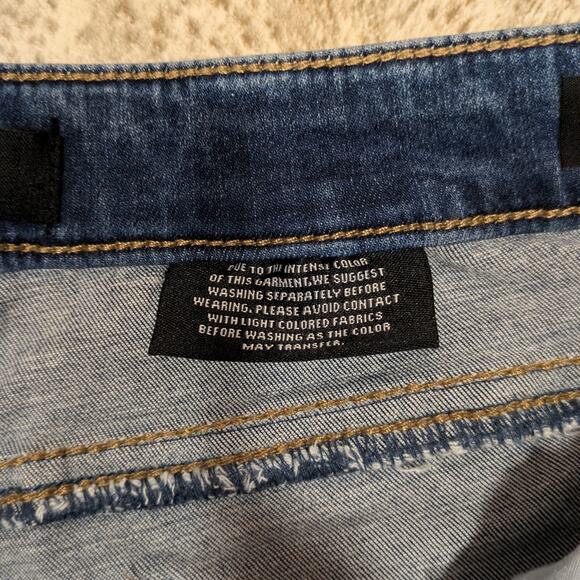 DUE TO THE INTENSE COLOR
OF THIS GARMENT, WE SUGGEST
WASHING SEPARATELY BEFORE
WEARING. PLEASE AVOID CONTACT
WITH LIGHT COLORED FABRICS
BEFORE WASHING AS THE COLOR
MAY TRANSFER.